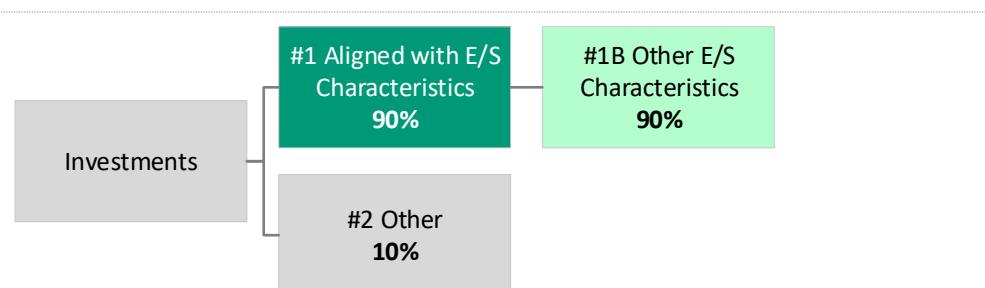 #1 Aligned with E/S
Characteristics
90%
#1B Other E/S
Characteristics
90%
Investments
#2 Other
10%